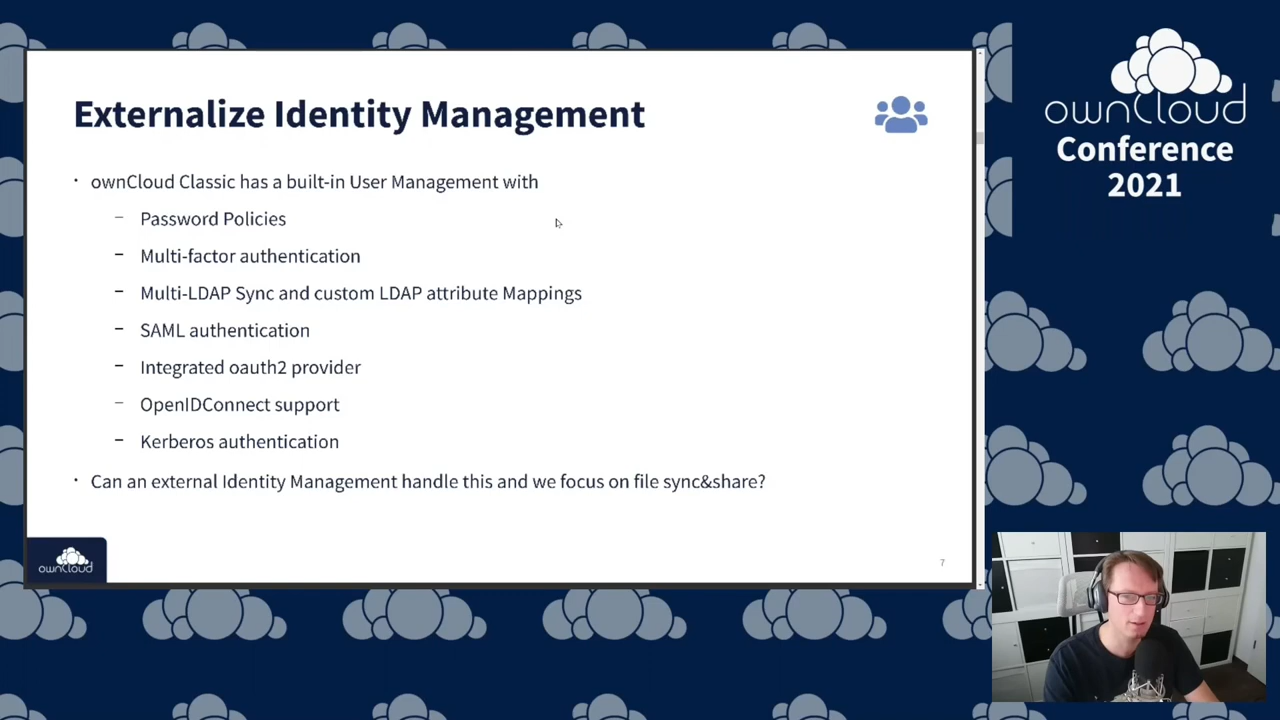 Externalize Identity Management
· ownCloud Classic has a built-in User Management with
– Password Policies
– Multi-factor authentication
– Multi-LDAP Sync and custom LDAP attribute Mappings
– SAML authentication
– Integrated oauth2 provider
– OpenIDConnect support
– Kerberos authentication
· Can an external Identity Management handle this and we focus on file sync&share?
ownCloud
7
ownCloud
Conference
2021